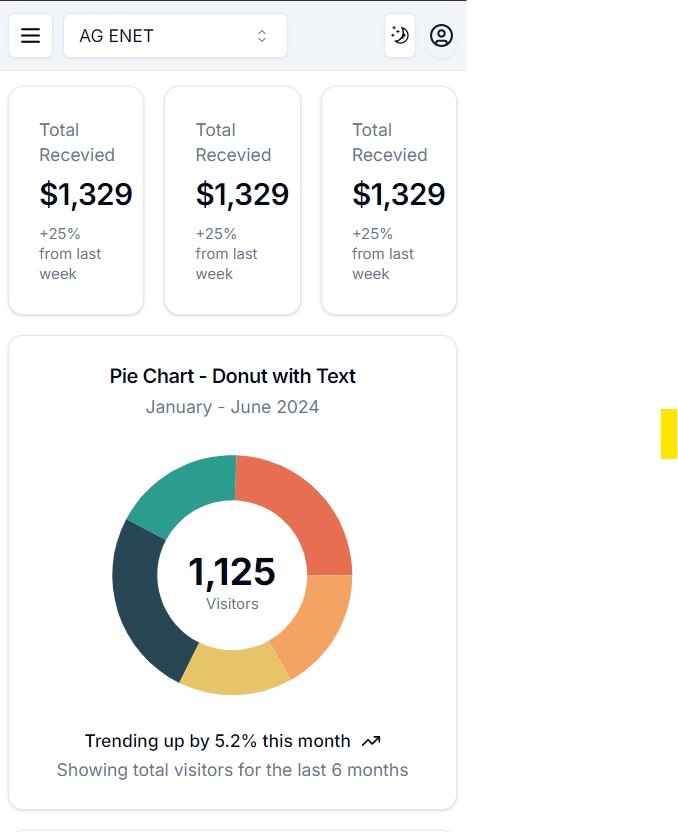 AG ENET
Total
Recevied
$1,329
+25%
from last
week
Total
Recevied
$1,329
+25%
from last
week
Total
Recevied
$1,329
+25%
from last
week
Pie Chart - Donut with Text
January - June 2024
1,125
Visitors
Trending up by 5.2% this month
Showing total visitors for the last 6 months